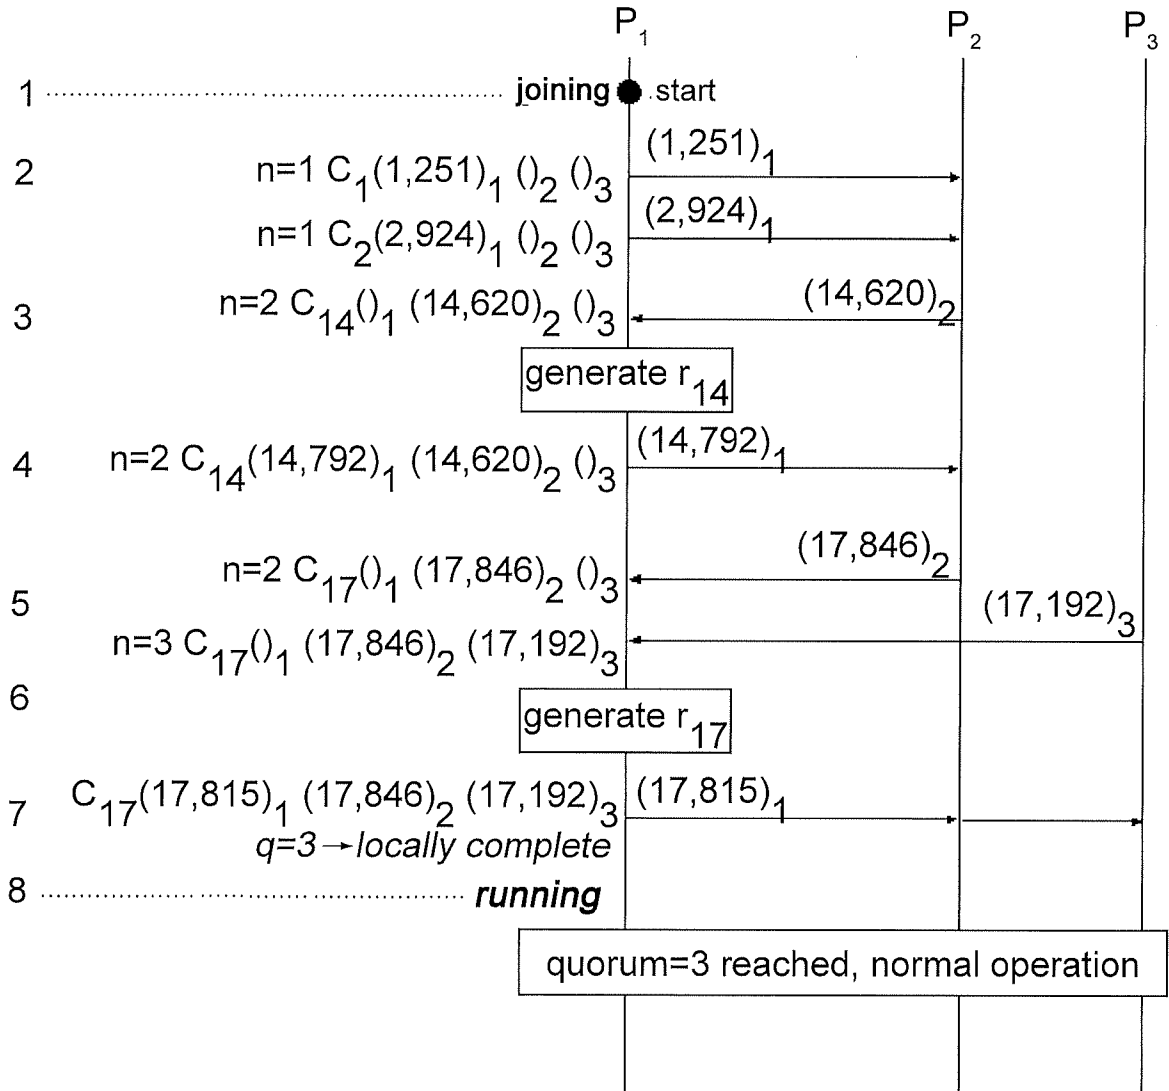 P₁ P₂ P₃
1 joining start
(1,251)₁
2 n=1 C₁(1,251)₁ ()₂ ()₃
(2,924)₁
n=1 C₂(2,924)₁ ()₂ ()₃
(14,620)₂
3 n=2 C₁₄()₁ (14,620)₂ ()₃
generate r₁₄
(14,792)₁
4 n=2 C₁₄(14,792)₁ (14,620)₂ ()₃
(17,846)₂
n=2 C₁₇()₁ (17,846)₂ ()₃
5 (17,192)₃
n=3 C₁₇()₁ (17,846)₂ (17,192)₃
6
generate r₁₇
7 C₁₇(17,815)₁ (17,846)₂ (17,192)₃ (17,815)₁
q=3→locally complete
8 running
quorum=3 reached, normal operation